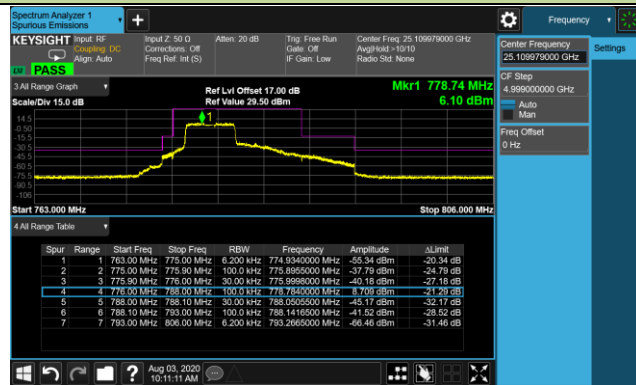 Spectrum Analyzer 1
Spurious Emissions
Frequency
KEYSIGHT
Input: RF
Coupling: DC
Align: Auto
Input Z: 50 Ω
Corrections: Off
Freq Ref: Int (S)
Atten: 20 dB
Trig: Free Run
Gate: Off
IF Gain: Low
Center Freq: 25.109979000 GHz
Avg|Hold:>10/10
Radio Std: None
PASS
Center Frequency
25.109979000 GHz
Settings
CF Step
4.999000000 GHz
Auto
Man
Freq Offset
0 Hz
3 All Range Graph
Scale/Div 15.0 dB
Ref Lvl Offset 17.00 dB
Ref Value 29.50 dBm
Mkr1 778.74 MHz
6.10 dBm
1
14.5
-0.50
-15.5
-30.5
-45.5
-60.5
-75.5
-90.5
-106
Start 763.000 MHz
Stop 806.000 MHz
4 All Range Table
Spur Range Start Freq Stop Freq RBW Frequency Amplitude ΔLimit
1 1 763.00 MHz 775.00 MHz 6.200 kHz 774.9340000 MHz -55.34 dBm -20.34 dB
2 2 775.00 MHz 775.90 MHz 100.0 kHz 775.8955000 MHz -37.79 dBm -24.79 dB
3 3 775.90 MHz 776.00 MHz 30.00 kHz 775.9998000 MHz -40.18 dBm -27.18 dB
4 4 776.00 MHz 788.00 MHz 100.0 kHz 778.7840000 MHz 8.709 dBm -21.29 dB
5 5 788.00 MHz 788.10 MHz 30.00 kHz 788.0505500 MHz -45.17 dBm -32.17 dB
6 6 788.10 MHz 793.00 MHz 100.0 kHz 788.1416500 MHz -41.52 dBm -28.52 dB
7 7 793.00 MHz 806.00 MHz 6.200 kHz 793.2665000 MHz -66.46 dBm -31.46 dB
Aug 03, 2020
10:11:11 AM